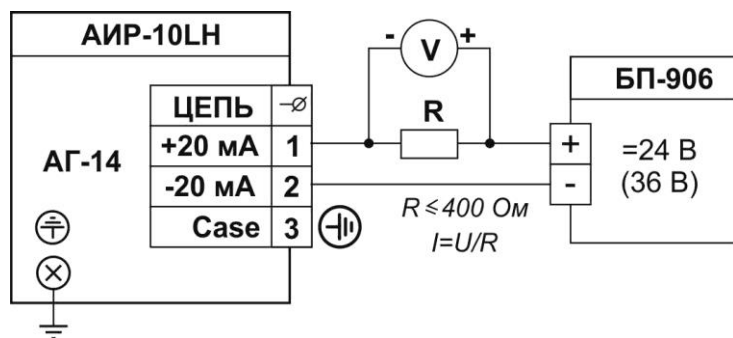 АИР-10LH
АГ-14
ЦЕПЬ
+20 мА 1
-20 мА 2
Case 3
- V +
R
R ≤ 400 Ом
I=U/R
БП-906
+
-
=24 В
(36 В)